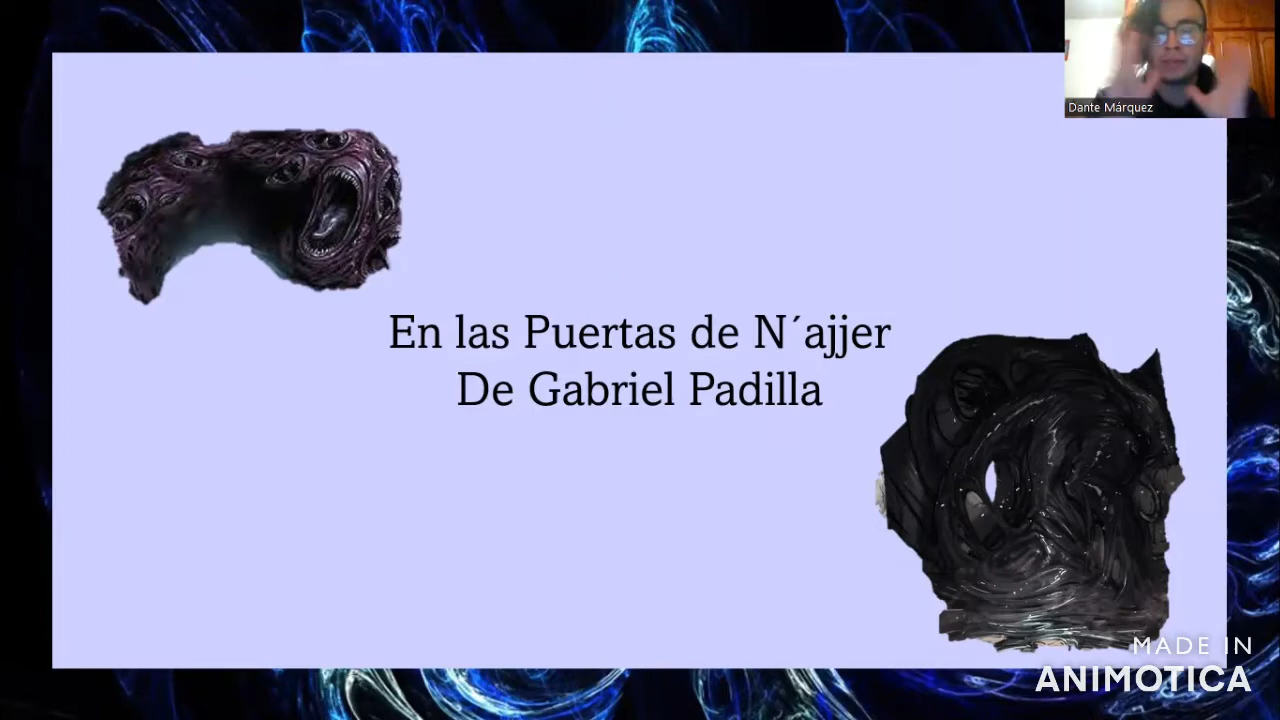 Dante Márquez
En las Puertas de N´ajjer
De Gabriel Padilla
MADE IN
ANIMOTICA